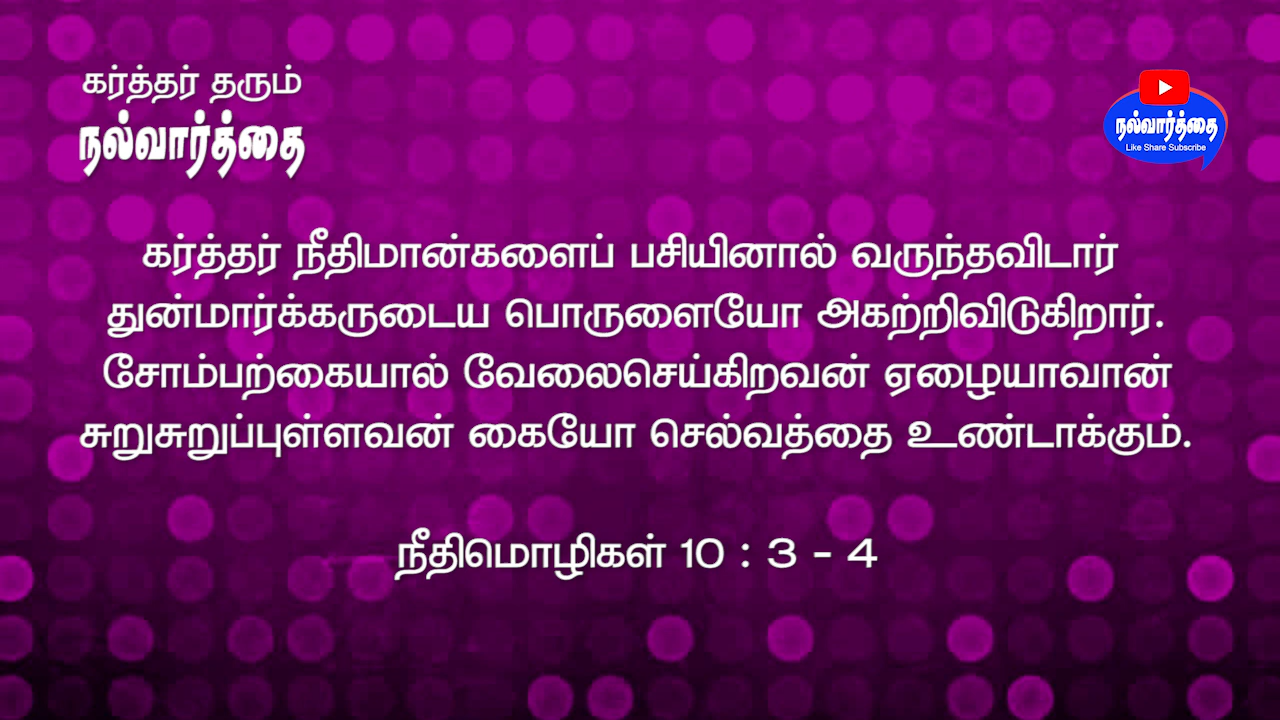 கர்த்தர் தரும்
நல்வார்த்தை
நல்வார்த்தை
Like Share Subscribe
கர்த்தர் நீதிமான்களைப் பசியினால் வருந்தவிடார்
துன்மார்க்கருடைய பொருளையோ அகற்றிவிடுகிறார்.
சோம்பற்கையால் வேலைசெய்கிறவன் ஏழையாவான்
சுறுசுறுப்புள்ளவன் கையோ செல்வத்தை உண்டாக்கும்.
நீதிமொழிகள் 10 : 3 - 4